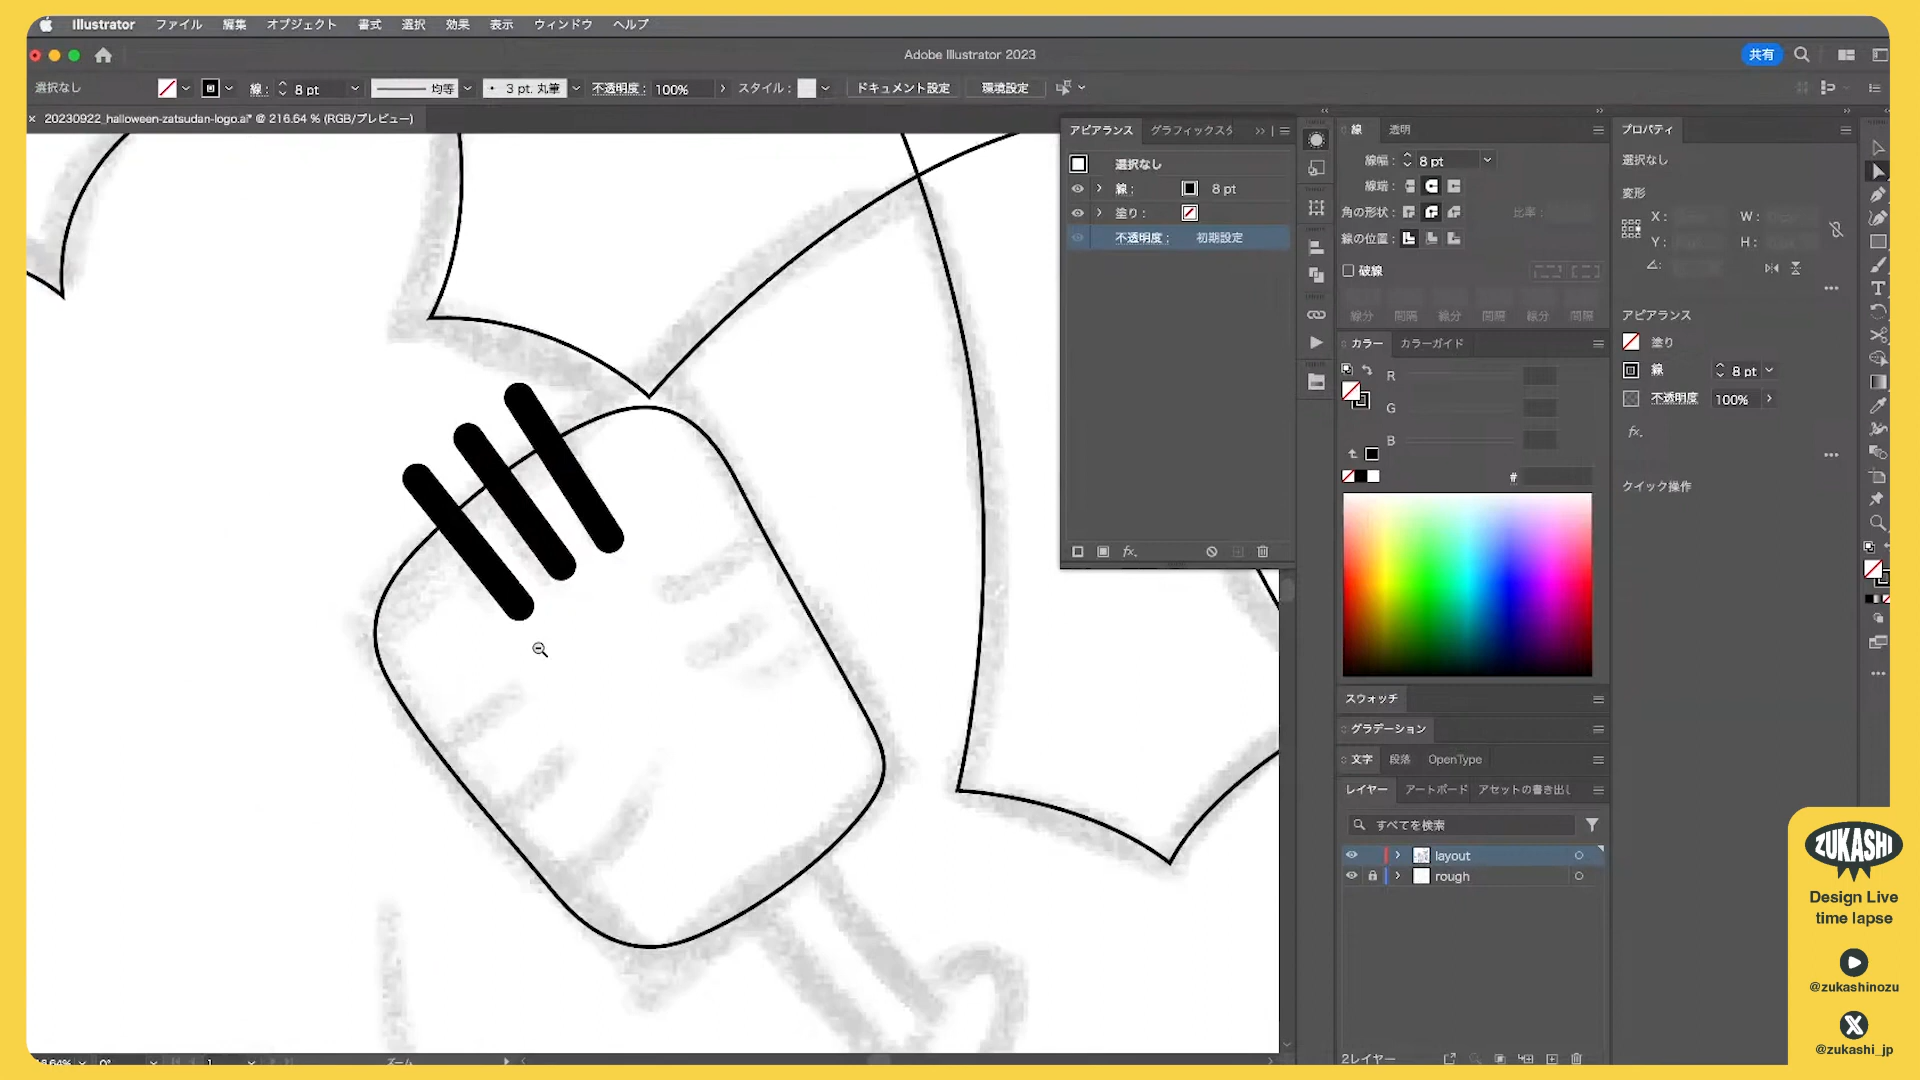 Illustrator ファイル 編集 オブジェクト 書式 選択 効果 表示 ウィンドウ ヘルプ
Adobe Illustrator 2023
共有
選択なし 線: 8 pt 均等 3 pt. 丸筆 不透明度: 100% スタイル: ドキュメント設定 環境設定
20230922_halloween-zatsudan-logo.ai* @ 216.64 % (RGB/プレビュー)
アピアランス グラフィックスタ
選択なし
線: 8 pt
塗り:
不透明度: 初期設定
fx.
線 透明
線幅: 8 pt
線端:
角の形状: 比率:
線の位置:
破線
線分 間隔 線分 間隔 線分 間隔
カラー カラーガイド
R
G
B
#
スウォッチ
グラデーション
文字 段落 OpenType
レイヤー アートボード アセットの書き出し
すべてを検索
layout
rough
2レイヤー
プロパティ
選択なし
変形
X: W:
Y: H:
アピアランス
塗り
線 8 pt
不透明度 100%
fx.
クイック操作
ズーム
ZUKASHI
Design Live
time lapse
@zukashinozu
@zukashi_jp